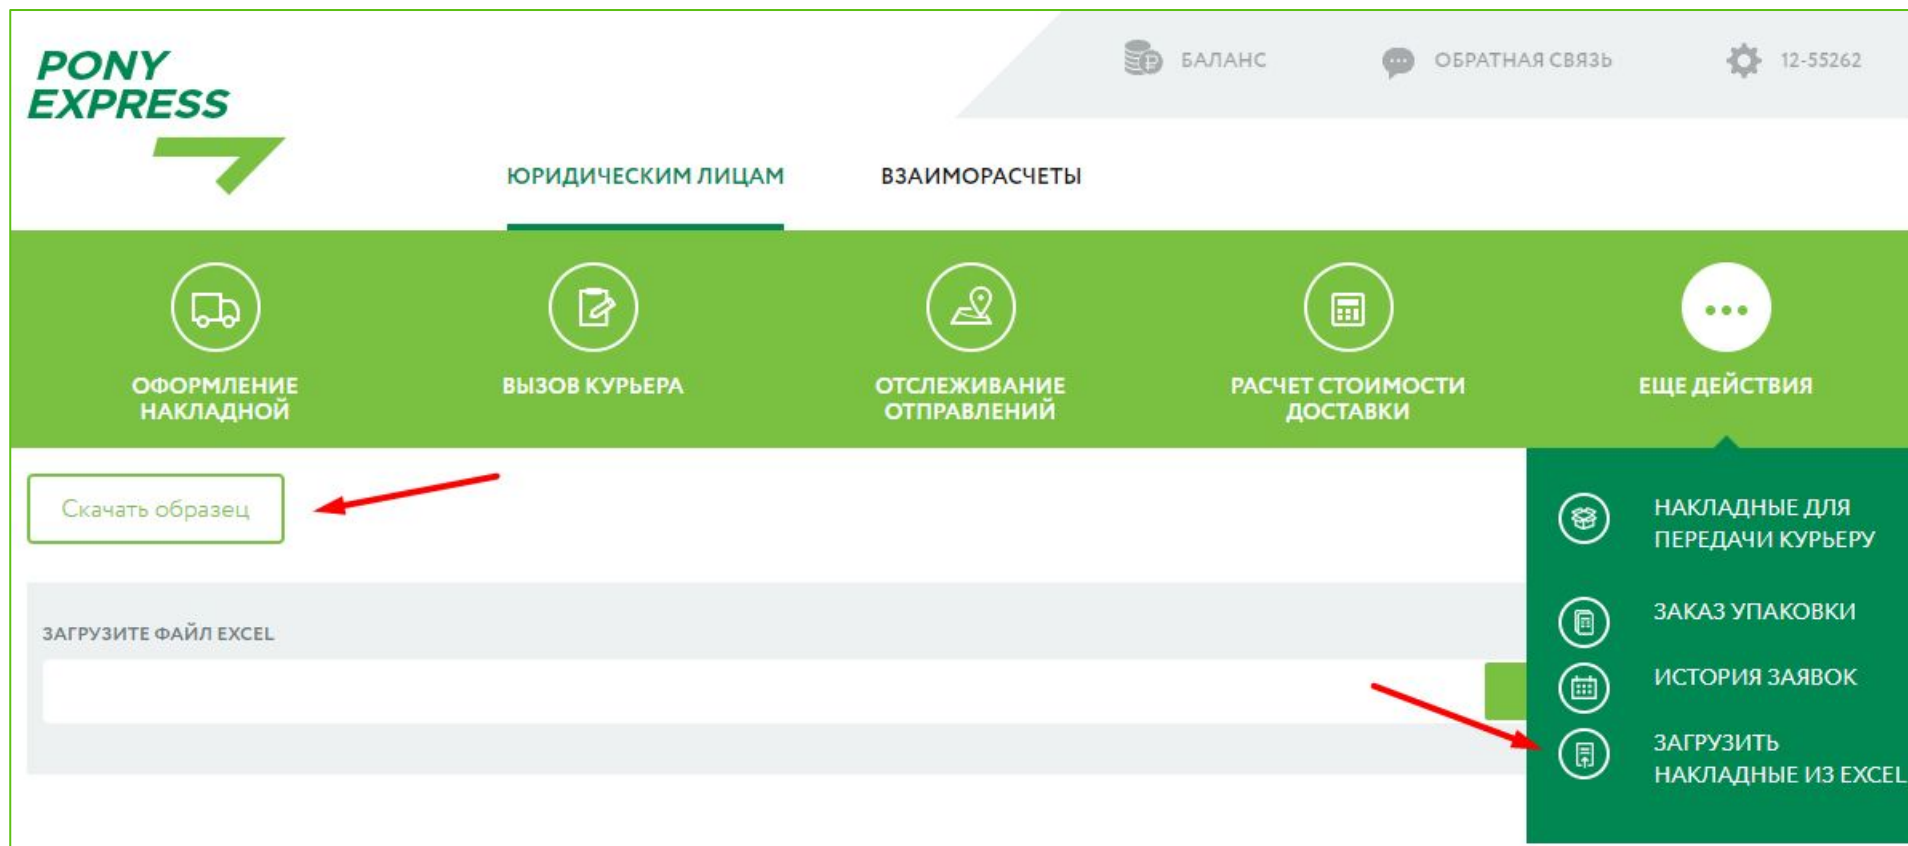 PONY
EXPRESS
БАЛАНС
ОБРАТНАЯ СВЯЗЬ
12-55262
ЮРИДИЧЕСКИМ ЛИЦАМ
ВЗАИМОРАСЧЕТЫ
ОФОРМЛЕНИЕ
НАКЛАДНОЙ
ВЫЗОВ КУРЬЕРА
ОТСЛЕЖИВАНИЕ
ОТПРАВЛЕНИЙ
РАСЧЕТ СТОИМОСТИ
ДОСТАВКИ
ЕЩЕ ДЕЙСТВИЯ
Скачать образец
ЗАГРУЗИТЕ ФАЙЛ EXCEL
НАКЛАДНЫЕ ДЛЯ
ПЕРЕДАЧИ КУРЬЕРУ
ЗАКАЗ УПАКОВКИ
ИСТОРИЯ ЗАЯВОК
ЗАГРУЗИТЬ
НАКЛАДНЫЕ ИЗ EXCEL